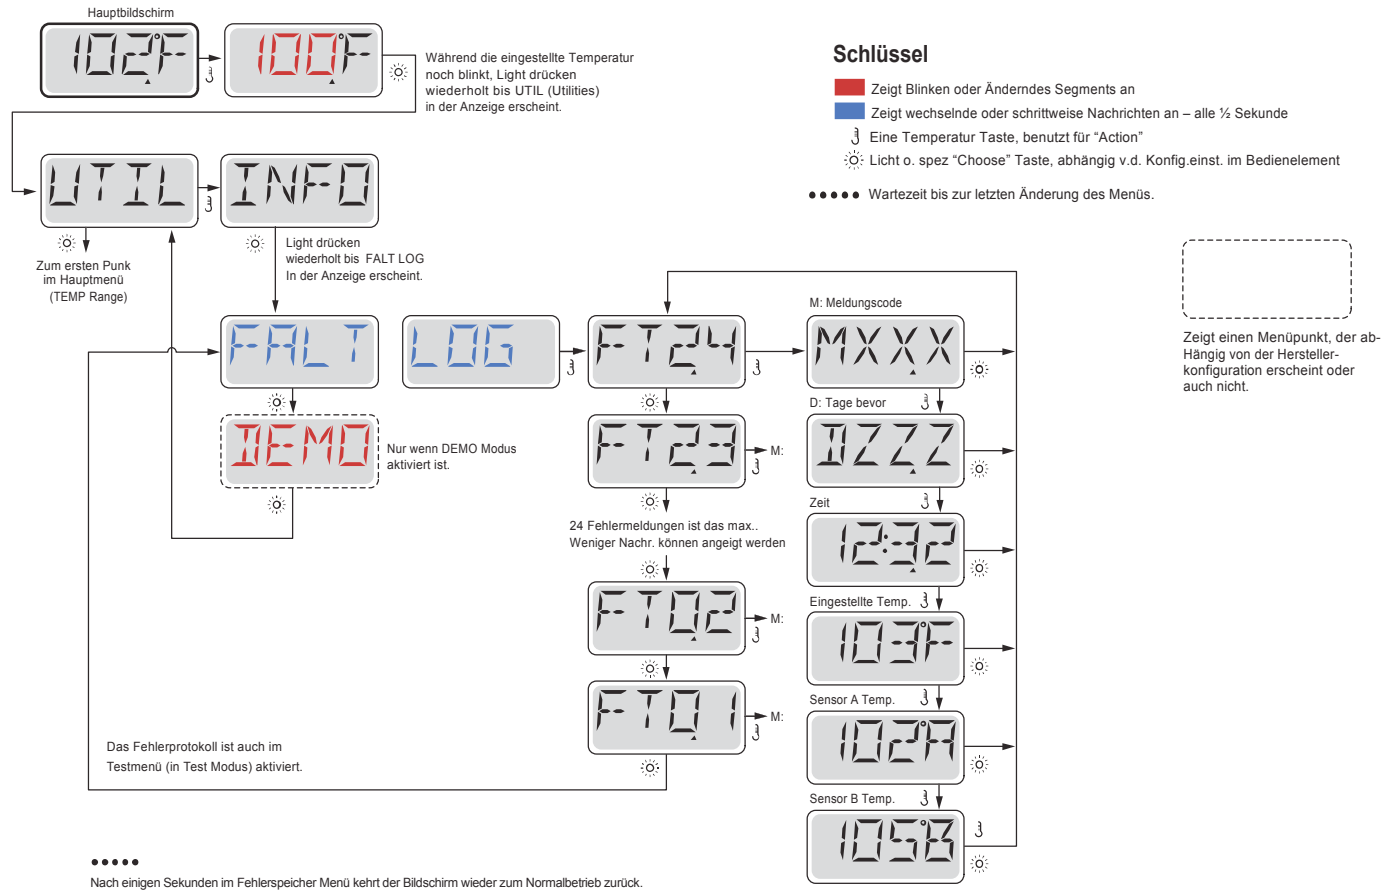 Hauptbildschirm
102°F
100°F
Während die eingestellte Temperatur
noch blinkt, Light drücken
wiederholt bis UTIL (Utilities)
in der Anzeige erscheint.
Schlüssel
Zeigt Blinken oder Änderndes Segments an
Zeigt wechselnde oder schrittweise Nachrichten an – alle ½ Sekunde
Eine Temperatur Taste, benutzt für “Action”
Licht o. spez “Choose” Taste, abhängig v.d. Konfig.einst. im Bedienelement
Wartezeit bis zur letzten Änderung des Menüs.
UTIL
INFO
Zum ersten Punk
im Hauptmenü
(TEMP Range)
Light drücken
wiederholt bis FALT LOG
In der Anzeige erscheint.
Zeigt einen Menüpunkt, der ab-
Hängig von der Hersteller-
konfiguration erscheint oder
auch nicht.
FALT
LOG
FT24
M: Meldungscode
MXXX
DEMO
Nur wenn DEMO Modus
aktiviert ist.
FT23
M:
D: Tage bevor
DZZZ
24 Fehlermeldungen ist das max..
Weniger Nachr. können angeigt werden
Zeit
12:32
FT02
M:
Eingestellte Temp.
103°F
FT01
M:
Sensor A Temp.
102°A
Das Fehlerprotokoll ist auch im
Testmenü (in Test Modus) aktiviert.
Sensor B Temp.
105°B
Nach einigen Sekunden im Fehlerspeicher Menü kehrt der Bildschirm wieder zum Normalbetrieb zurück.